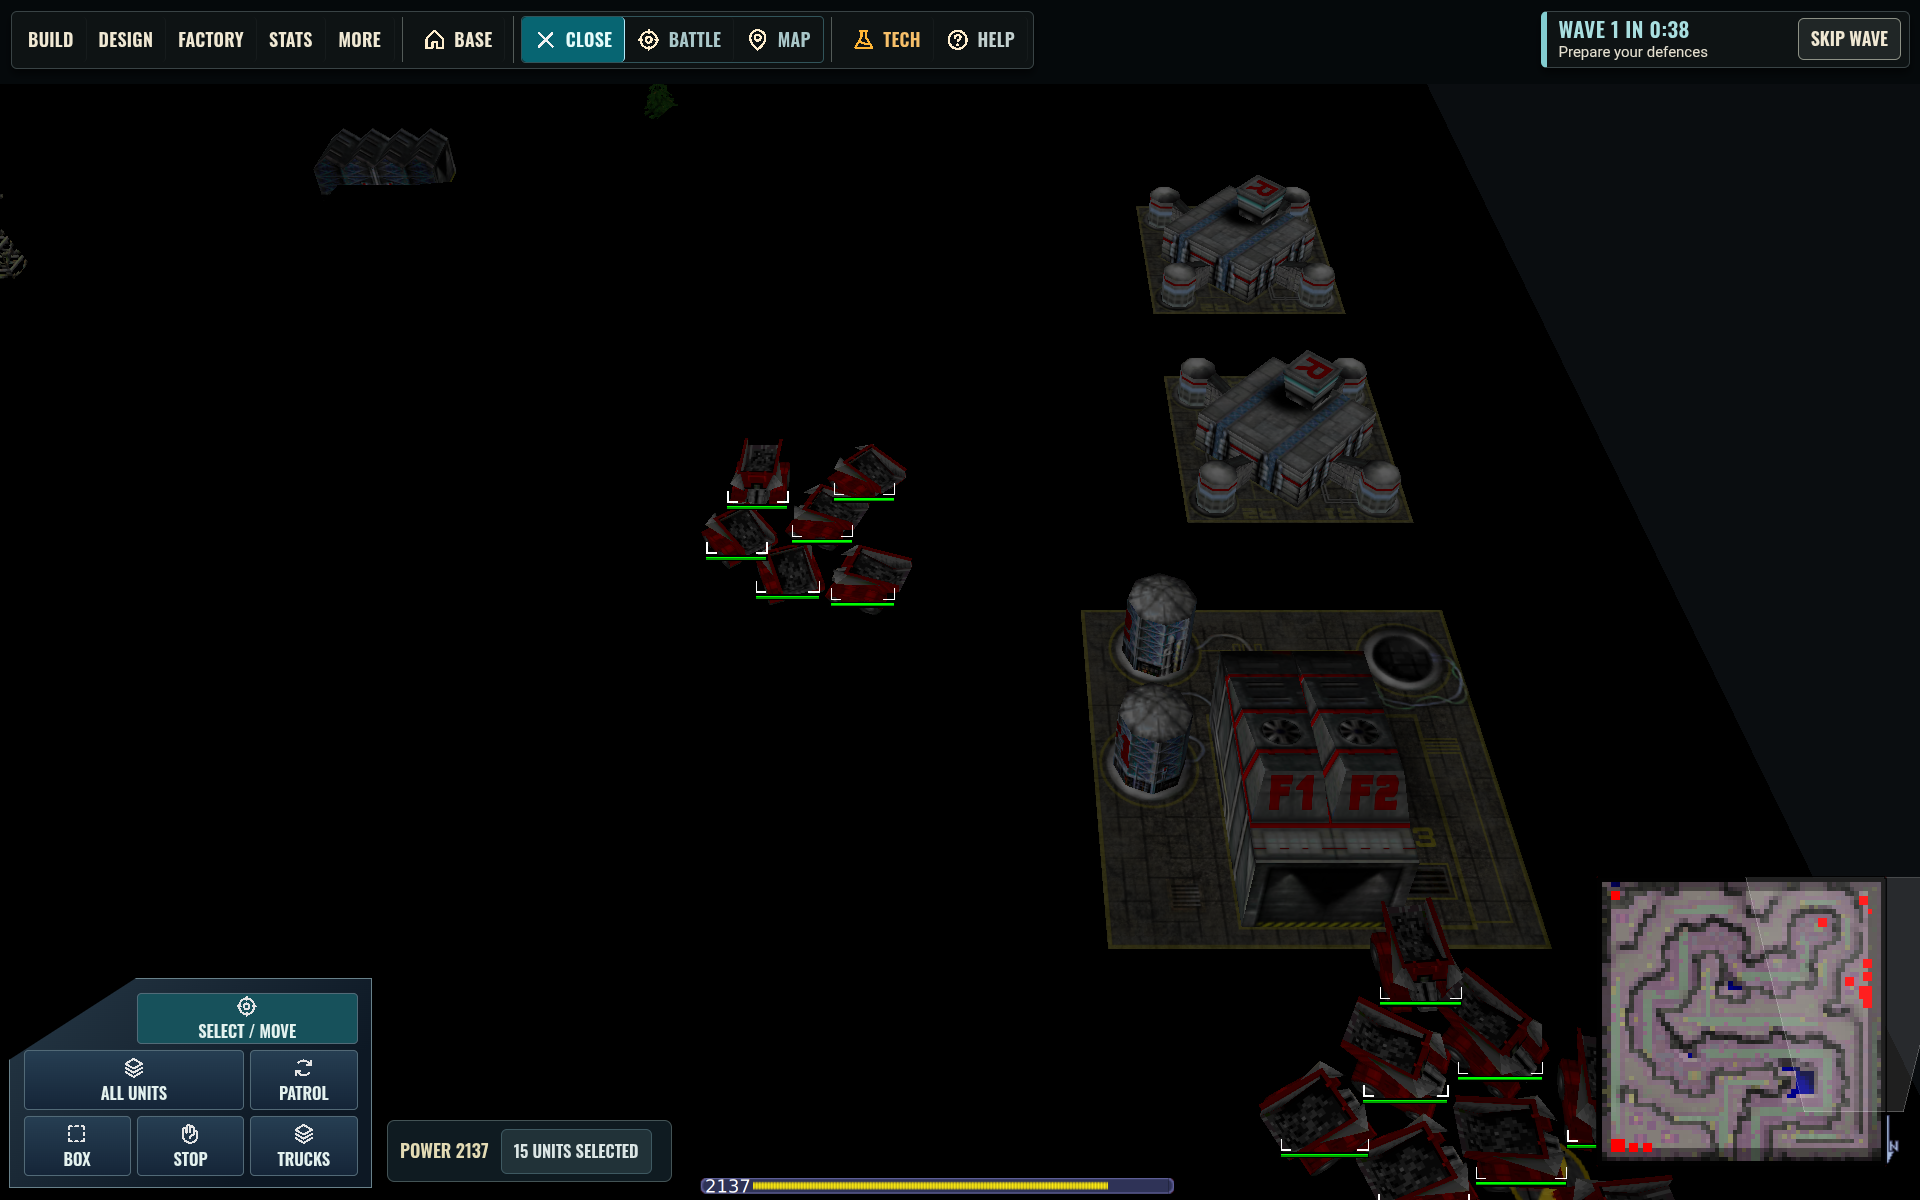 BUILD DESIGN FACTORY STATS MORE BASE CLOSE BATTLE MAP TECH HELP
WAVE 1 IN 0:38
Prepare your defences
SKIP WAVE
R
R
F1 F2
3
SELECT / MOVE
ALL UNITS PATROL
BOX STOP TRUCKS
POWER 2137 15 UNITS SELECTED
2137
N